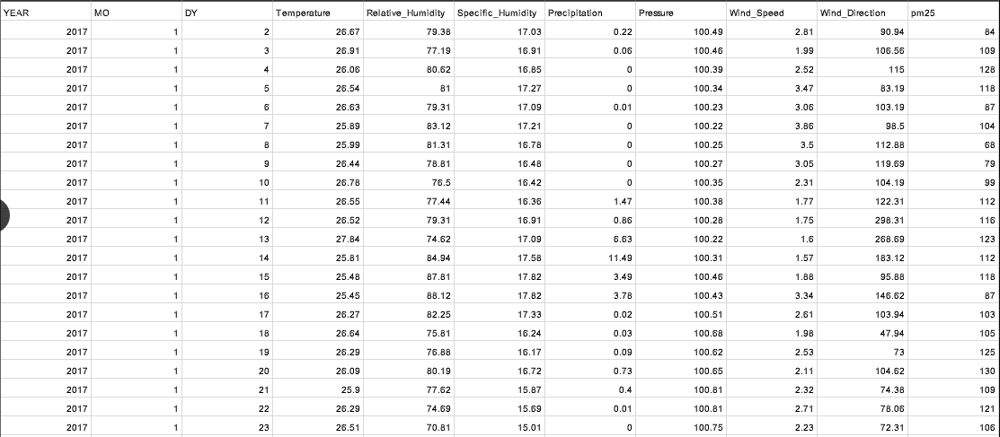 YEAR MO DY Temperature Relative_Humidity Specific_Humidity Precipitation Pressure Wind_Speed Wind_Direction pm25
2017 1 2 26.67 79.38 17.03 0.22 100.49 2.81 90.94 84
2017 1 3 26.91 77.19 16.91 0.06 100.46 1.99 106.56 109
2017 1 4 26.06 80.62 16.85 0 100.39 2.52 115 128
2017 1 5 26.54 81 17.27 0 100.34 3.47 83.19 118
2017 1 6 26.63 79.31 17.09 0.01 100.23 3.06 103.19 87
2017 1 7 25.89 83.12 17.21 0 100.22 3.86 98.5 104
2017 1 8 25.99 81.31 16.78 0 100.25 3.5 112.88 68
2017 1 9 26.44 78.81 16.48 0 100.27 3.05 119.69 79
2017 1 10 26.78 76.5 16.42 0 100.35 2.31 104.19 99
2017 1 11 26.55 77.44 16.36 1.47 100.38 1.77 122.31 112
2017 1 12 26.52 79.31 16.91 0.86 100.28 1.75 298.31 116
2017 1 13 27.84 74.62 17.09 6.63 100.22 1.6 268.69 123
2017 1 14 25.81 84.94 17.58 11.49 100.31 1.57 183.12 112
2017 1 15 25.48 87.81 17.82 3.49 100.46 1.88 95.88 118
2017 1 16 25.45 88.12 17.82 3.78 100.43 3.34 146.62 87
2017 1 17 26.27 82.25 17.33 0.02 100.51 2.61 103.94 103
2017 1 18 26.64 75.81 16.24 0.03 100.68 1.98 47.94 105
2017 1 19 26.29 76.88 16.17 0.09 100.62 2.53 73 125
2017 1 20 26.09 80.19 16.72 0.73 100.65 2.11 104.62 130
2017 1 21 25.9 77.62 15.87 0.4 100.81 2.32 74.38 109
2017 1 22 26.29 74.69 15.69 0.01 100.81 2.71 78.06 121
2017 1 23 26.51 70.81 15.01 0 100.75 2.23 72.31 106